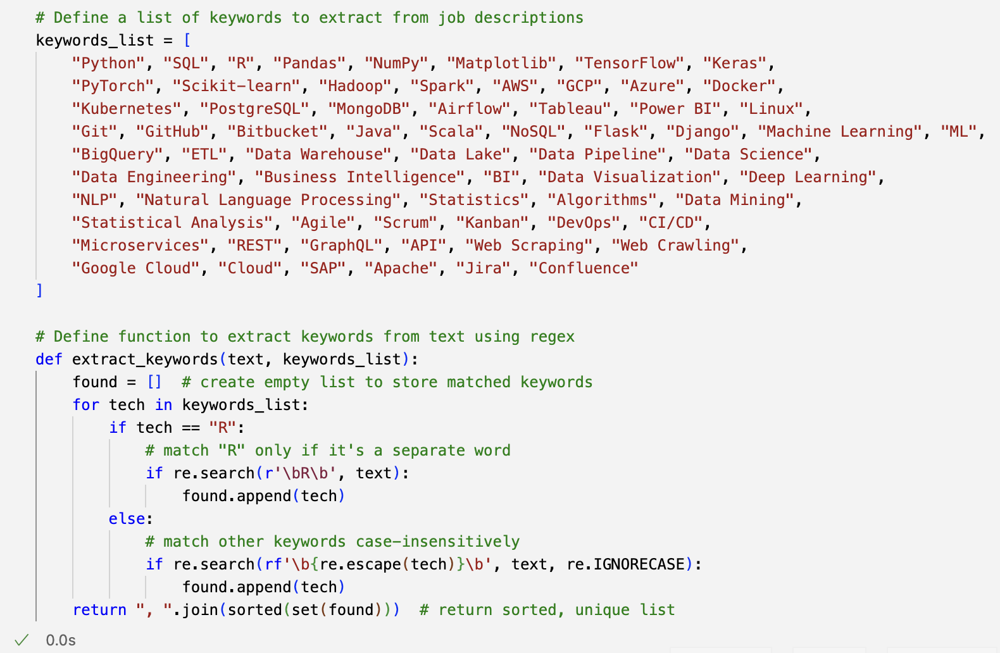 # Define a list of keywords to extract from job descriptions
keywords_list = [
    "Python", "SQL", "R", "Pandas", "NumPy", "Matplotlib", "TensorFlow", "Keras",
    "PyTorch", "Scikit-learn", "Hadoop", "Spark", "AWS", "GCP", "Azure", "Docker",
    "Kubernetes", "PostgreSQL", "MongoDB", "Airflow", "Tableau", "Power BI", "Linux",
    "Git", "GitHub", "Bitbucket", "Java", "Scala", "NoSQL", "Flask", "Django", "Machine Learning", "ML",
    "BigQuery", "ETL", "Data Warehouse", "Data Lake", "Data Pipeline", "Data Science",
    "Data Engineering", "Business Intelligence", "BI", "Data Visualization", "Deep Learning",
    "NLP", "Natural Language Processing", "Statistics", "Algorithms", "Data Mining",
    "Statistical Analysis", "Agile", "Scrum", "Kanban", "DevOps", "CI/CD",
    "Microservices", "REST", "GraphQL", "API", "Web Scraping", "Web Crawling",
    "Google Cloud", "Cloud", "SAP", "Apache", "Jira", "Confluence"
]

# Define function to extract keywords from text using regex
def extract_keywords(text, keywords_list):
    found = []  # create empty list to store matched keywords
    for tech in keywords_list:
        if tech == "R":
            # match "R" only if it's a separate word
            if re.search(r'\bR\b', text):
                found.append(tech)
        else:
            # match other keywords case-insensitively
            if re.search(rf'\b{re.escape(tech)}\b', text, re.IGNORECASE):
                found.append(tech)
    return ", ".join(sorted(set(found)))  # return sorted, unique list
0.0s